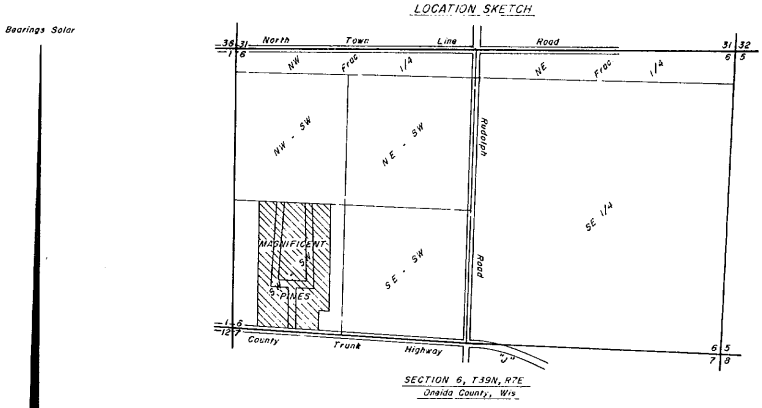 LOCATION SKETCH
Bearings Solar
36 31
1 6
North Town Line Road
31 32
6 5
NW Frac 1/4
NE Frac 1/4
NW - SW
NE - SW
Rudolph Road
SE 1/4
MAGNIFICENT
SW - SW
PINES
SE - SW
1 6
12 7
County Trunk Highway "J"
6 5
7 8
SECTION 6, T39N, R7E
Oneida County, Wis